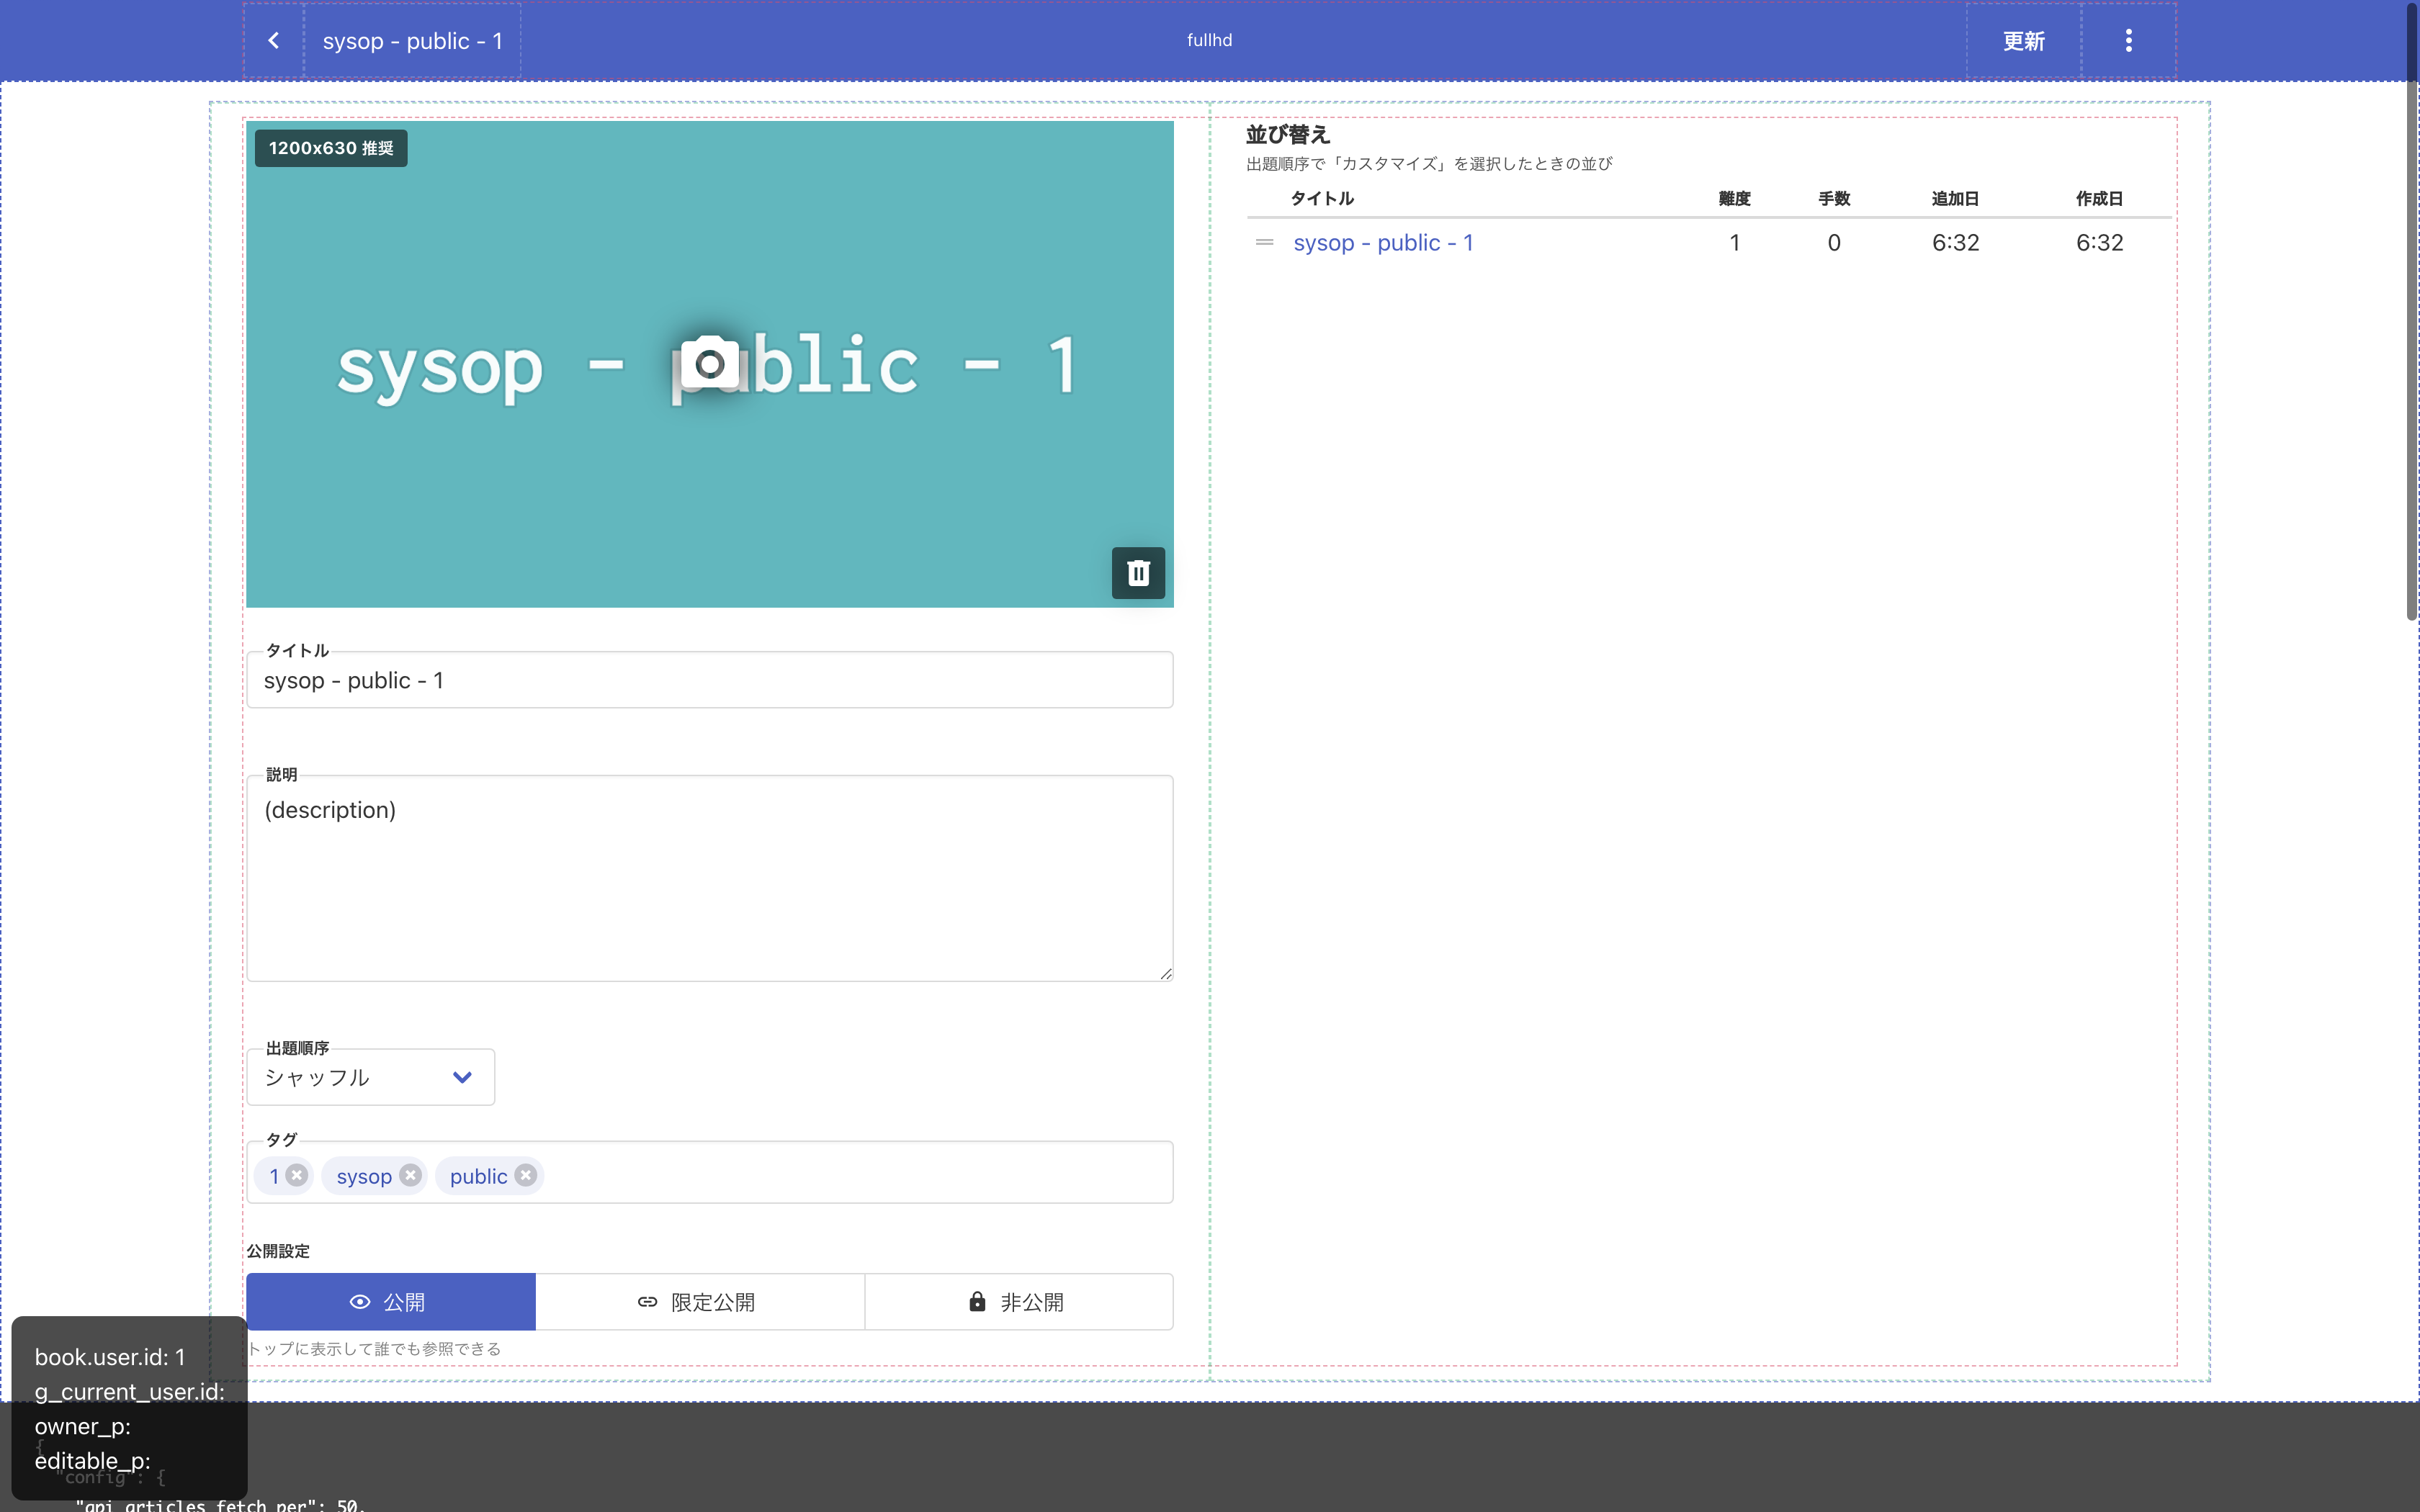 sysop - public - 1
fullhd
更新
1200x630 推奨
sysop - public - 1
タイトル
sysop - public - 1
説明
(description)
出題順序
シャッフル
タグ
1
sysop
public
公開設定
公開
限定公開
非公開
トップに表示して誰でも参照できる
並び替え
出題順序で「カスタマイズ」を選択したときの並び
タイトル 難度 手数 追加日 作成日
sysop - public - 1 1 0 6:32 6:32
book.user.id: 1
g_current_user.id:
owner_p:
editable_p:
{
"config": {
"api_articles_fetch_per": 50,